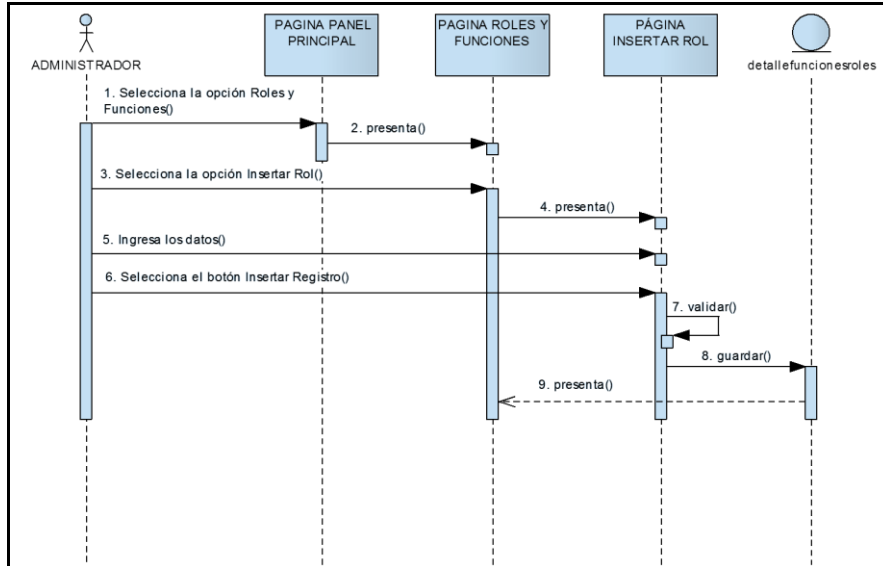 PAGINA PANEL
PRINCIPAL
PAGINA ROLES Y
FUNCIONES
PÁGINA
INSERTAR ROL
ADMINISTRADOR
detallefuncionesroles
1. Selecciona la opción Roles y
Funciones()
2. presenta()
3. Selecciona la opción Insertar Rol()
4. presenta()
5. Ingresa los datos()
6. Selecciona el botón Insertar Registro()
7. validar()
8. guardar()
9. presenta()